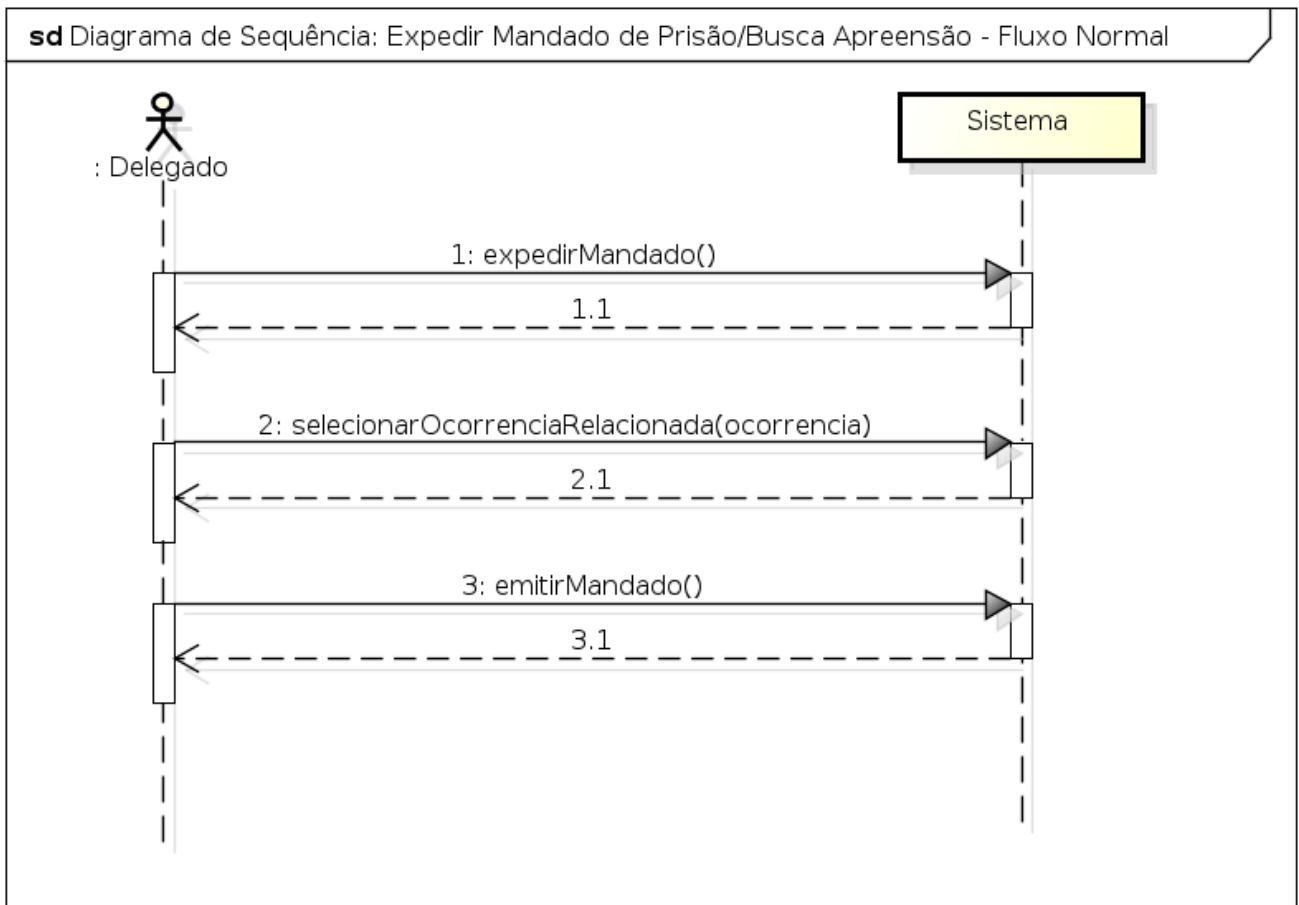 sd Diagrama de Sequência: Expedir Mandado de Prisão/Busca Apreensão - Fluxo Normal
: Delegado
Sistema
1: expedirMandado()
1.1
2: selecionarOcorrenciaRelacionada(ocorrencia)
2.1
3: emitirMandado()
3.1